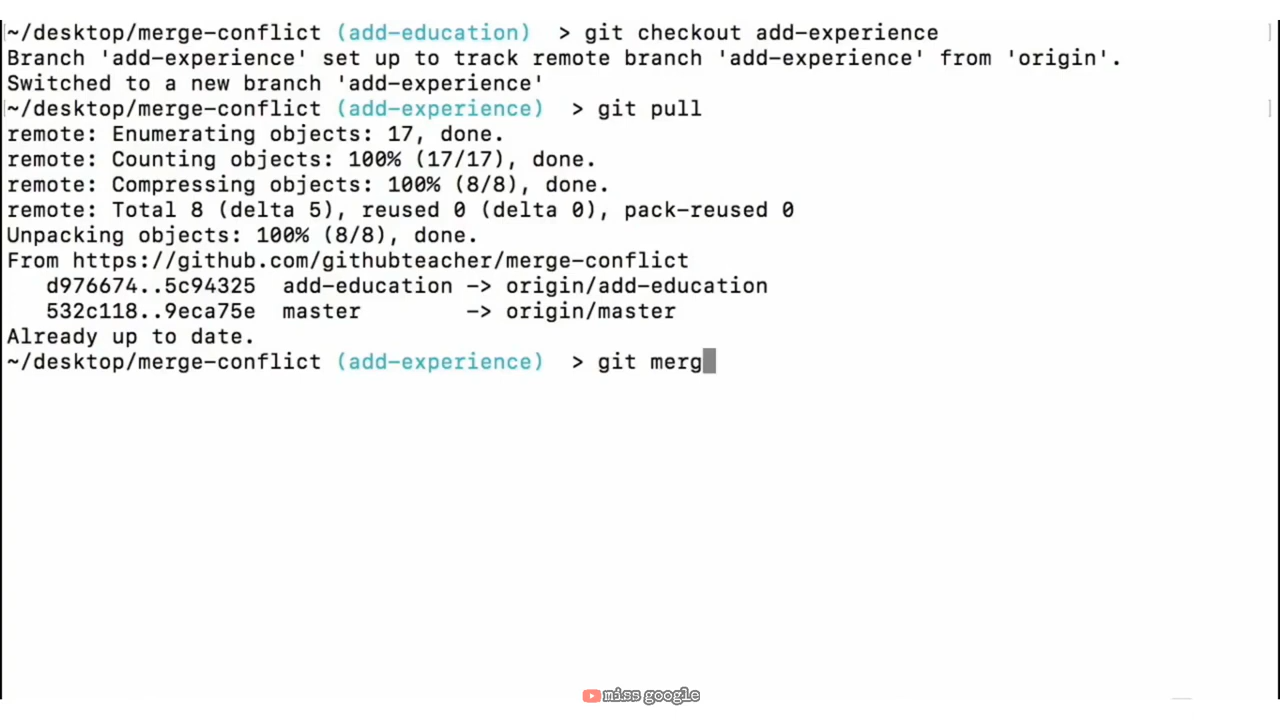 ~/desktop/merge-conflict (add-education)  > git checkout add-experience
Branch 'add-experience' set up to track remote branch 'add-experience' from 'origin'.
Switched to a new branch 'add-experience'
~/desktop/merge-conflict (add-experience)  > git pull
remote: Enumerating objects: 17, done.
remote: Counting objects: 100% (17/17), done.
remote: Compressing objects: 100% (8/8), done.
remote: Total 8 (delta 5), reused 0 (delta 0), pack-reused 0
Unpacking objects: 100% (8/8), done.
From https://github.com/githubteacher/merge-conflict
   d976674..5c94325  add-education -> origin/add-education
   532c118..9eca75e  master        -> origin/master
Already up to date.
~/desktop/merge-conflict (add-experience)  > git merg
miss google